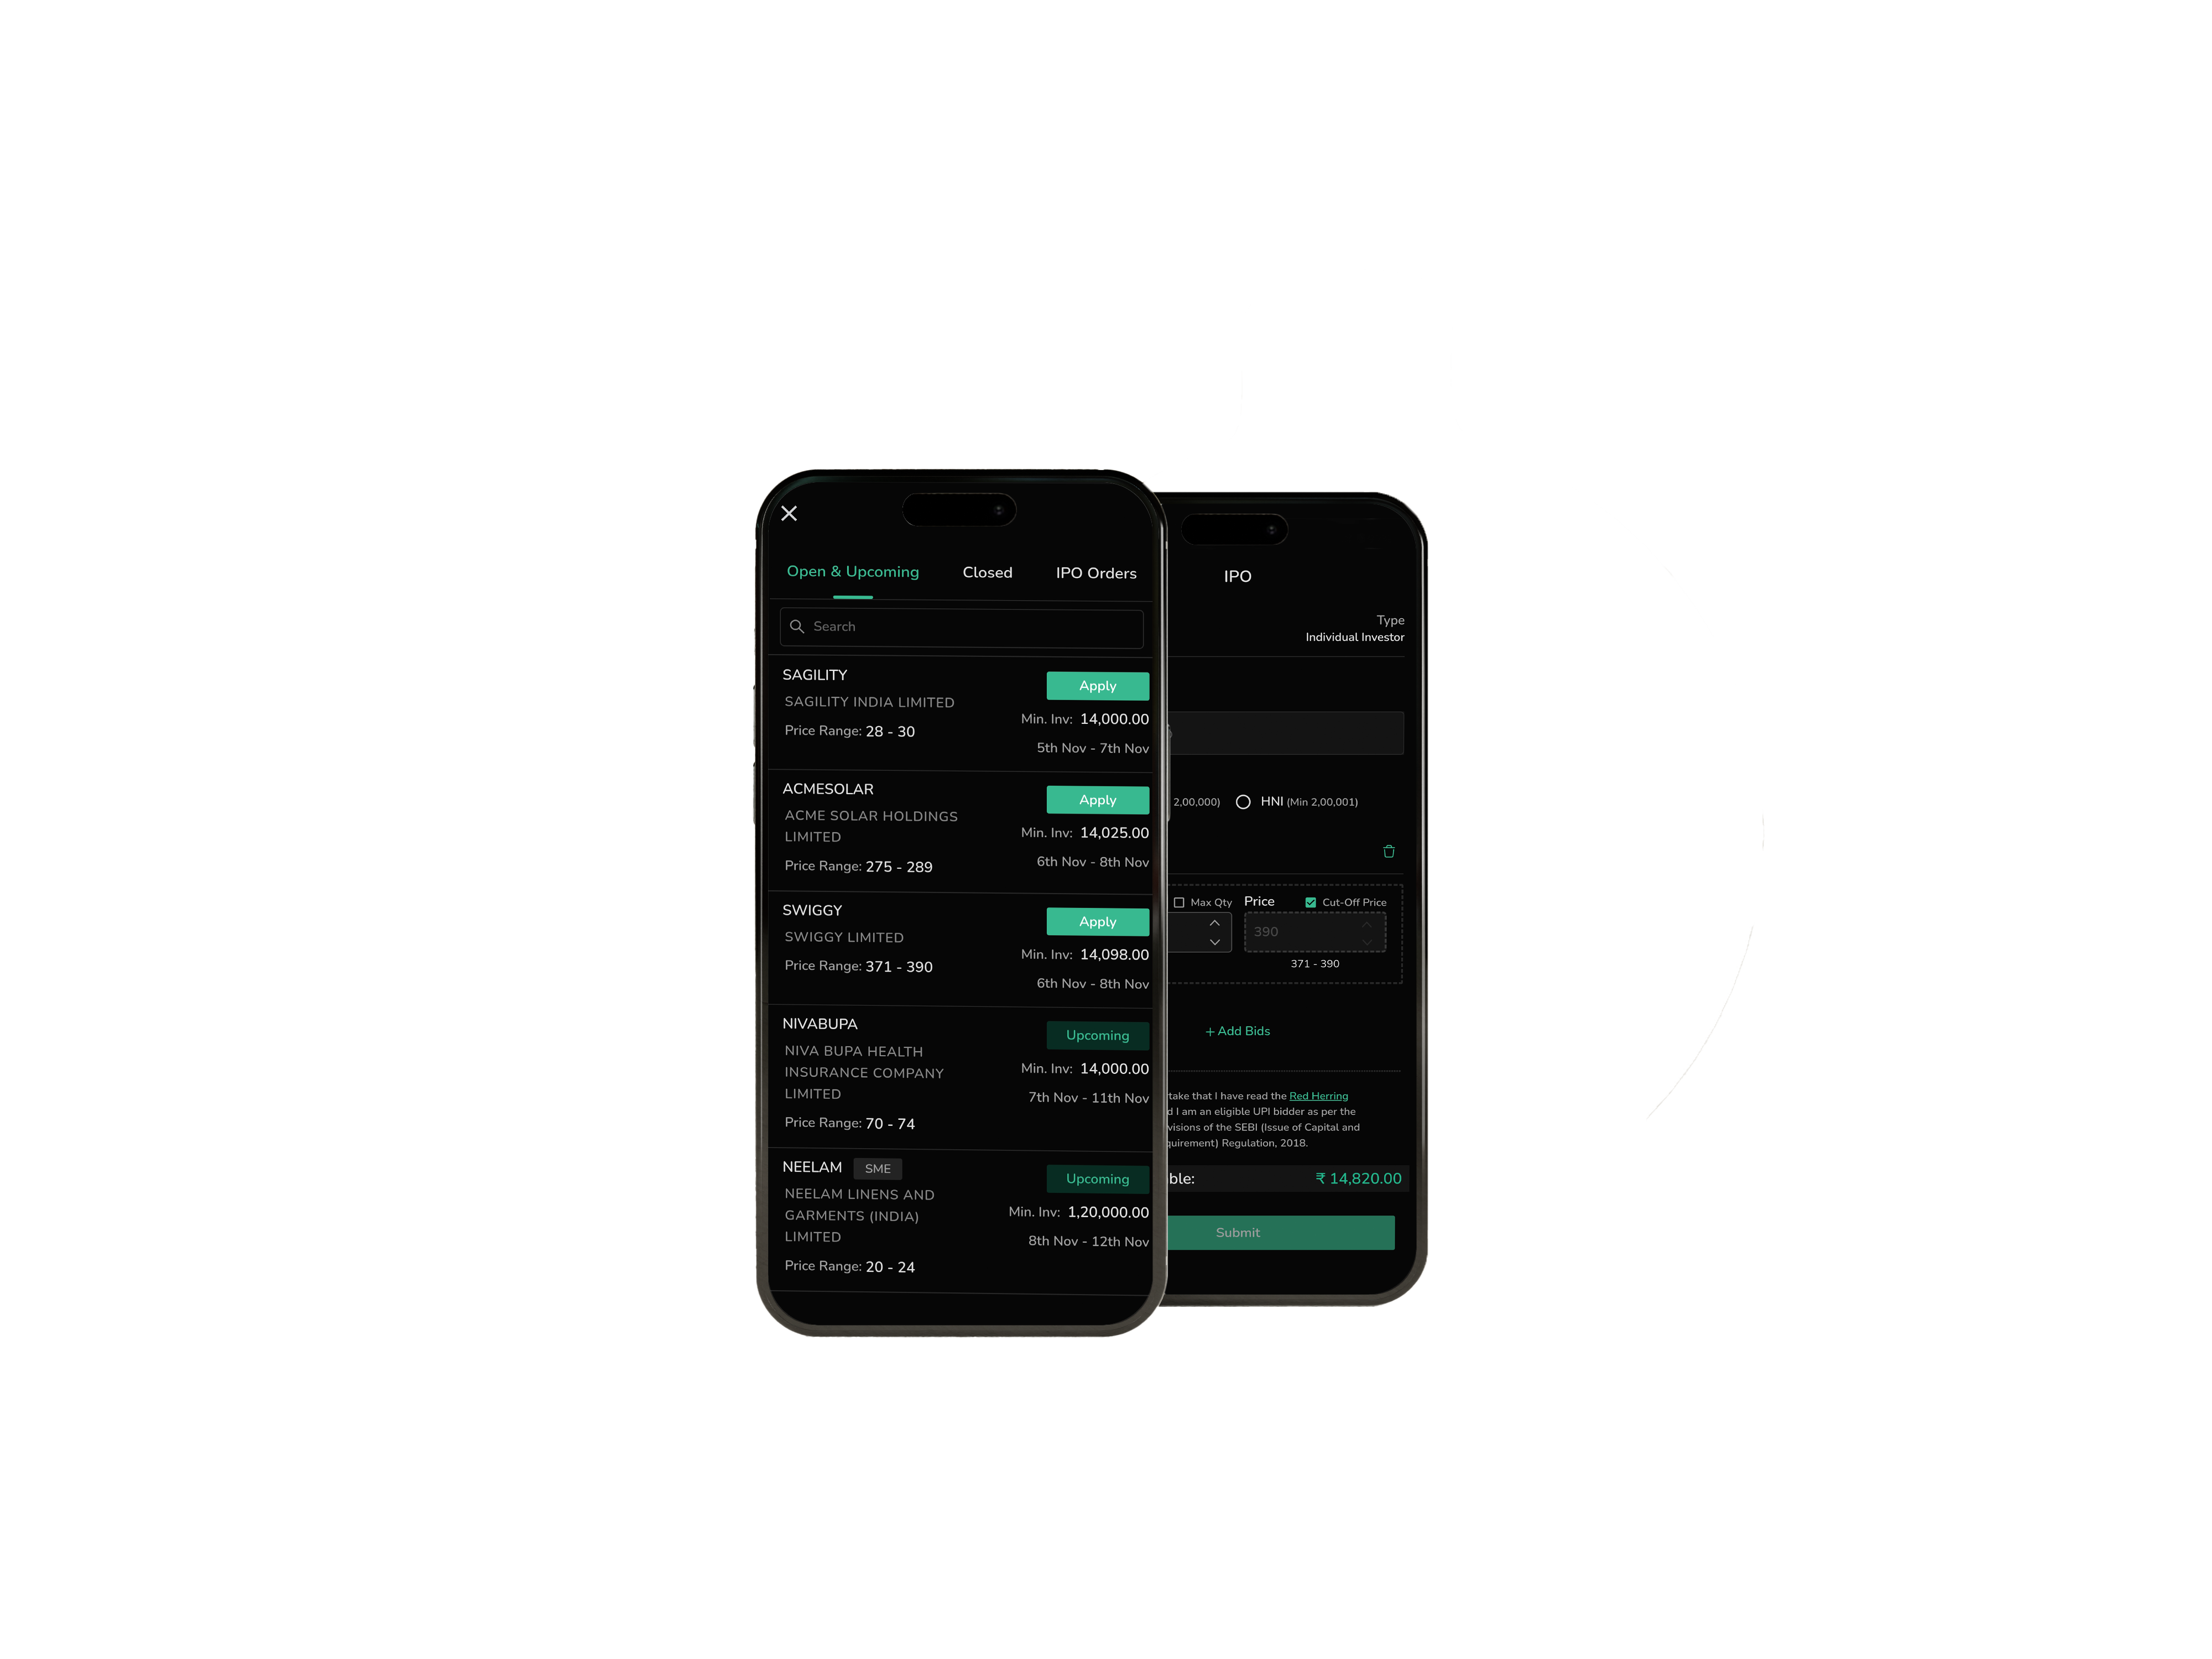 Open & Upcoming Closed IPO Orders
Search
SAGILITY
Apply
SAGILITY INDIA LIMITED
Min. Inv: 14,000.00
Price Range: 28 - 30
5th Nov - 7th Nov
ACMESOLAR
Apply
ACME SOLAR HOLDINGS
LIMITED
Min. Inv: 14,025.00
Price Range: 275 - 289
6th Nov - 8th Nov
SWIGGY
Apply
SWIGGY LIMITED
Min. Inv: 14,098.00
Price Range: 371 - 390
6th Nov - 8th Nov
NIVABUPA
Upcoming
NIVA BUPA HEALTH
INSURANCE COMPANY
LIMITED
Min. Inv: 14,000.00
7th Nov - 11th Nov
Price Range: 70 - 74
NEELAM SME
Upcoming
NEELAM LINENS AND
GARMENTS (INDIA)
LIMITED
Min. Inv: 1,20,000.00
8th Nov - 12th Nov
Price Range: 20 - 24
IPO
Type
Individual Investor
2,00,000) HNI (Min 2,00,001)
Max Qty Price Cut-Off Price
390
371 - 390
+ Add Bids
take that I have read the Red Herring
d I am an eligible UPI bidder as per the
visions of the SEBI (Issue of Capital and
quirement) Regulation, 2018.
ble: ₹ 14,820.00
Submit